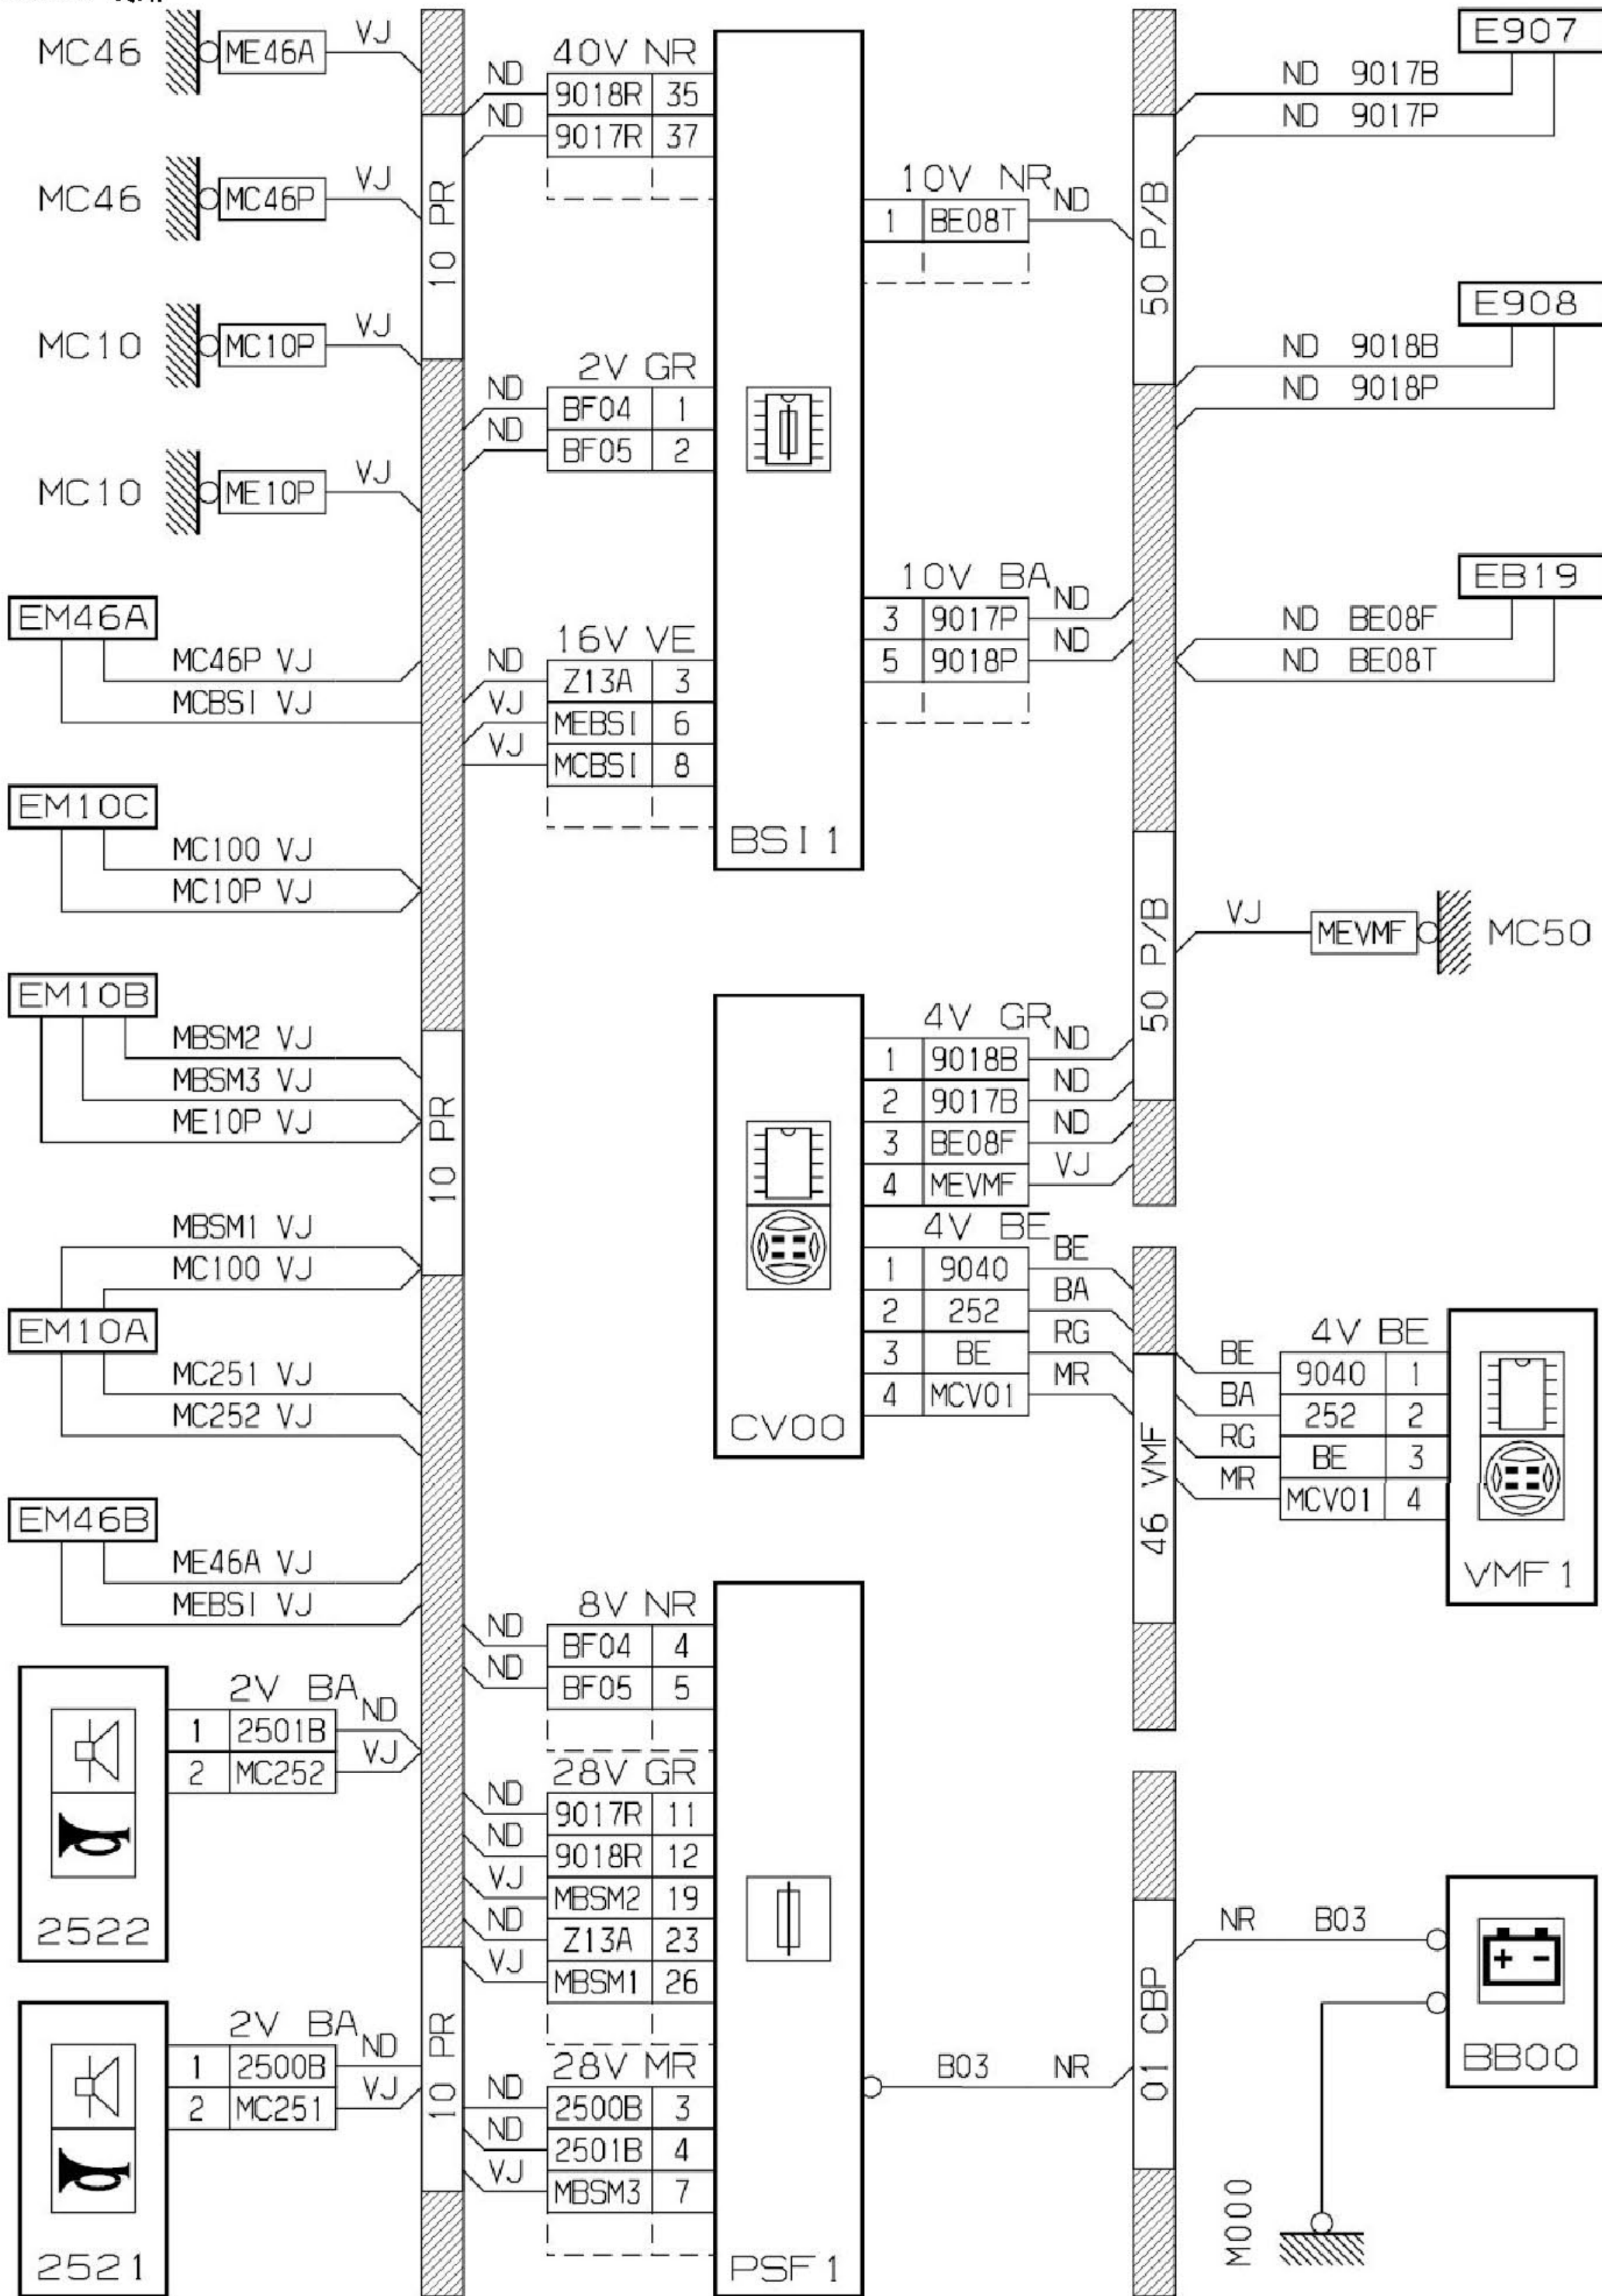 MC46 ME46A VJ
MC46 MC46P VJ
MC10 MC10P VJ
MC10 ME10P VJ
EM46A
MC46P VJ
MCBSI VJ
EM10C
MC100 VJ
MC10P VJ
EM10B
MBSM2 VJ
MBSM3 VJ
ME10P VJ
MBSM1 VJ
MC100 VJ
EM10A
MC251 VJ
MC252 VJ
EM46B
ME46A VJ
MEBSI VJ
2V BA
1 2501B ND
2 MC252 VJ
2522
2V BA
1 2500B ND
2 MC251 VJ
2521
10 PR
10 PR
10 PR
40V NR
ND 9018R 35
ND 9017R 37
2V GR
ND BF04 1
ND BF05 2
16V VE
ND Z13A 3
VJ MEBSI 6
VJ MCBSI 8
10V NR
1 BE08T ND
10V BA
3 9017P ND
5 9018P ND
BSI1
4V GR
1 9018B ND
2 9017B ND
3 BE08F ND
4 MEVMF VJ
4V BE
1 9040 BE
2 252 BA
3 BE RG
4 MCV01 MR
CV00
8V NR
ND BF04 4
ND BF05 5
28V GR
ND 9017R 11
ND 9018R 12
VJ MBSM2 19
ND Z13A 23
VJ MBSM1 26
28V MR
ND 2500B 3
ND 2501B 4
VJ MBSM3 7
PSF1
B03 NR
50 P/B
50 P/B
46 VMF
01 CBP
E907
ND 9017B
ND 9017P
E908
ND 9018B
ND 9018P
EB19
ND BE08F
ND BE08T
VJ MEVMF MC50
4V BE
BE 9040 1
BA 252 2
RG BE 3
MR MCV01 4
VMF1
NR B03
+ -
BB00
M000